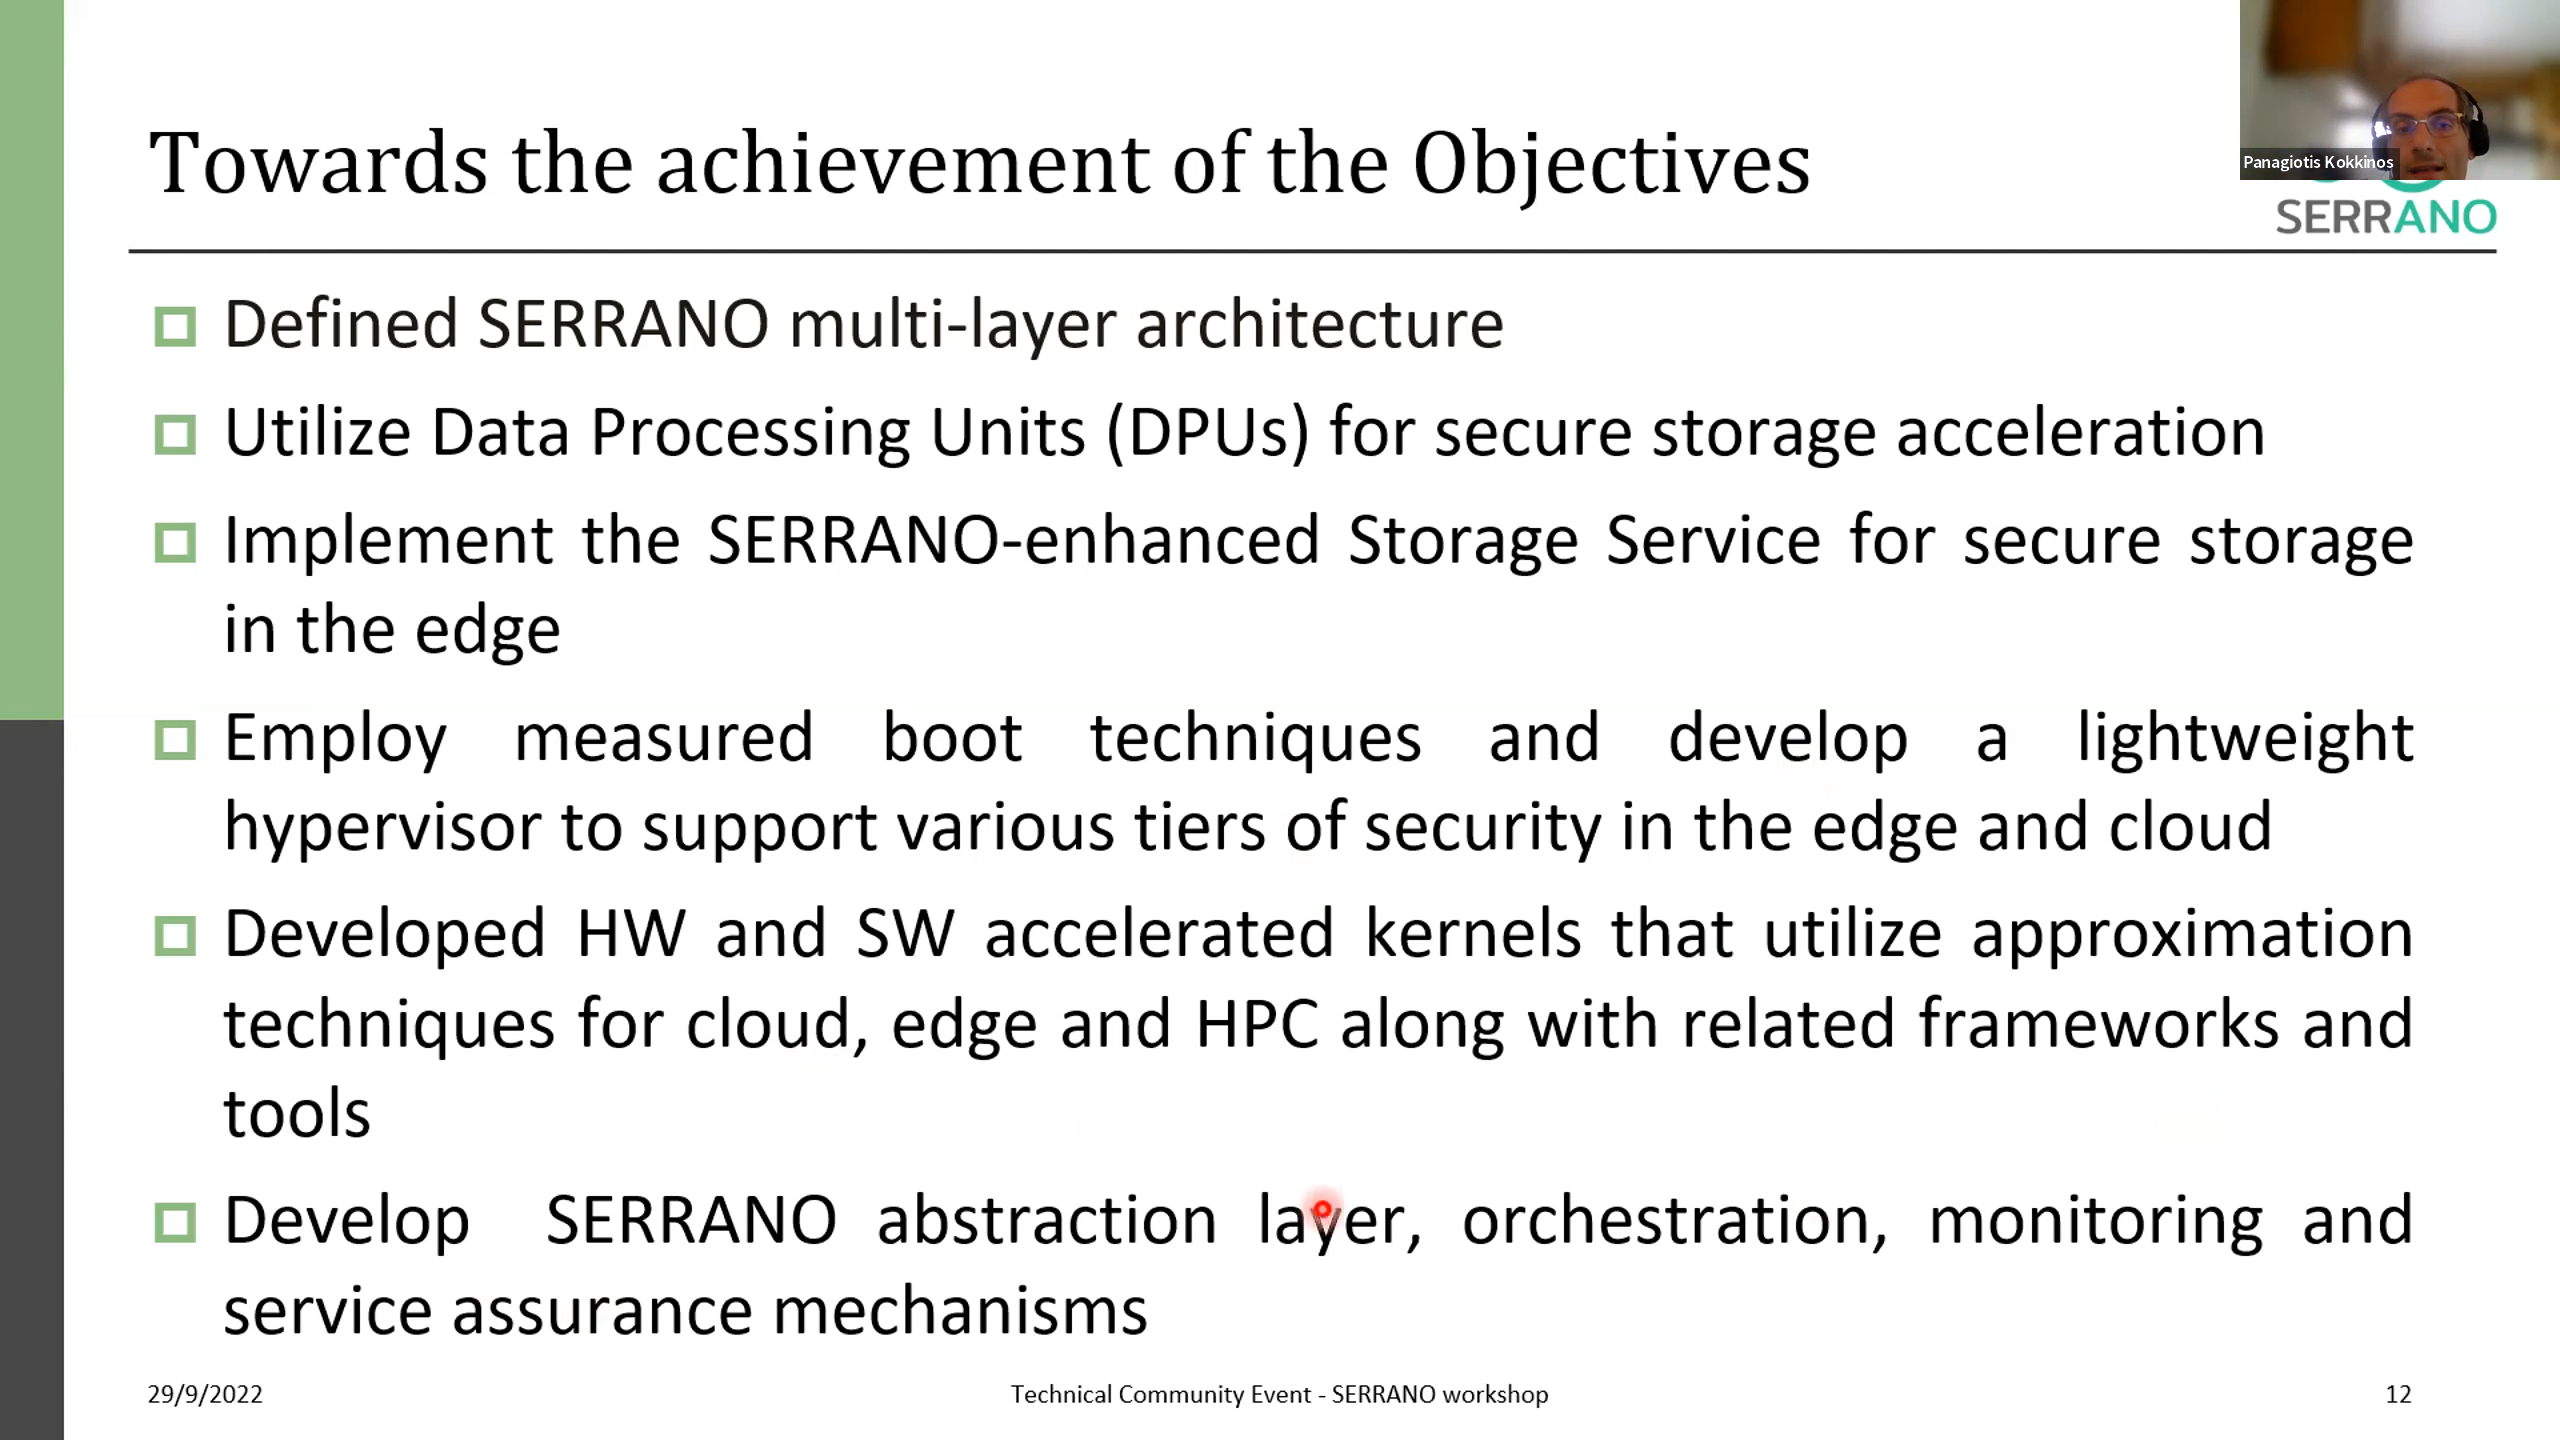 Towards the achievement of the Objectives
Panagiotis Kokkinos
SERRANO
Defined SERRANO multi-layer architecture
Utilize Data Processing Units (DPUs) for secure storage acceleration
Implement the SERRANO-enhanced Storage Service for secure storage
in the edge
Employ measured boot techniques and develop a lightweight
hypervisor to support various tiers of security in the edge and cloud
Developed HW and SW accelerated kernels that utilize approximation
techniques for cloud, edge and HPC along with related frameworks and
tools
Develop SERRANO abstraction layer, orchestration, monitoring and
service assurance mechanisms
29/9/2022
Technical Community Event - SERRANO workshop
12